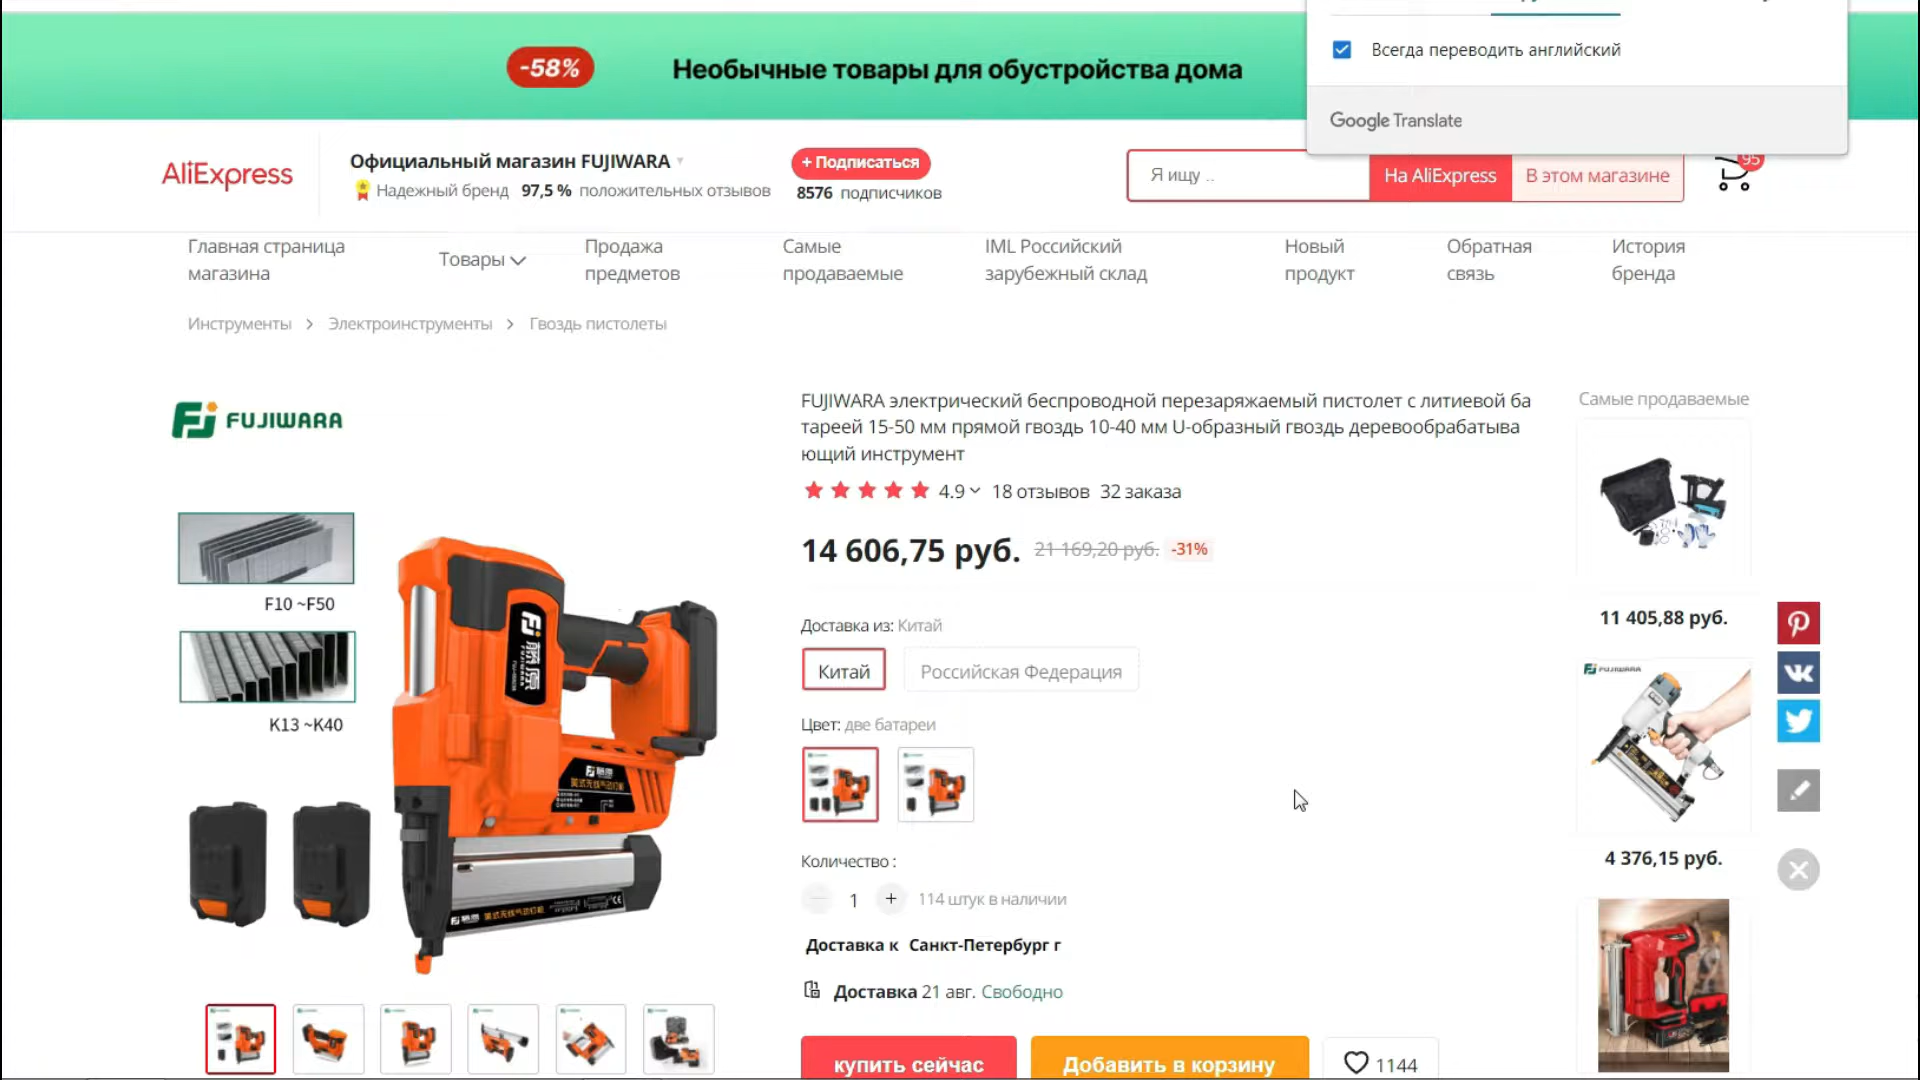 Всегда переводить английский
Google Translate
-58%
Необычные товары для обустройства дома
AliExpress
Официальный магазин FUJIWARA
Надежный бренд 97,5 % положительных отзывов
+ Подписаться
8576 подписчиков
Я ищу ..
На AliExpress
В этом магазине
95
Главная страница
магазина
Товары
Продажа
предметов
Самые
продаваемые
IML Российский
зарубежный склад
Новый
продукт
Обратная
связь
История
бренда
Инструменты > Электроинструменты > Гвоздь пистолеты
FUJIWARA
F10 ~F50
K13 ~K40
FUJIWARA электрический беспроводной перезаряжаемый пистолет с литиевой ба
тареей 15-50 мм прямой гвоздь 10-40 мм U-образный гвоздь деревообрабатыва
ющий инструмент
4.9 18 отзывов 32 заказа
14 606,75 руб. 21 169,20 руб. -31%
Доставка из: Китай
Китай
Российская Федерация
Цвет: две батареи
Количество :
1 + 114 штук в наличии
Доставка к Санкт-Петербург г
Доставка 21 авг. Свободно
купить сейчас
Добавить в корзину
1144
Самые продаваемые
11 405,88 руб.
FUJIWARA
4 376,15 руб.